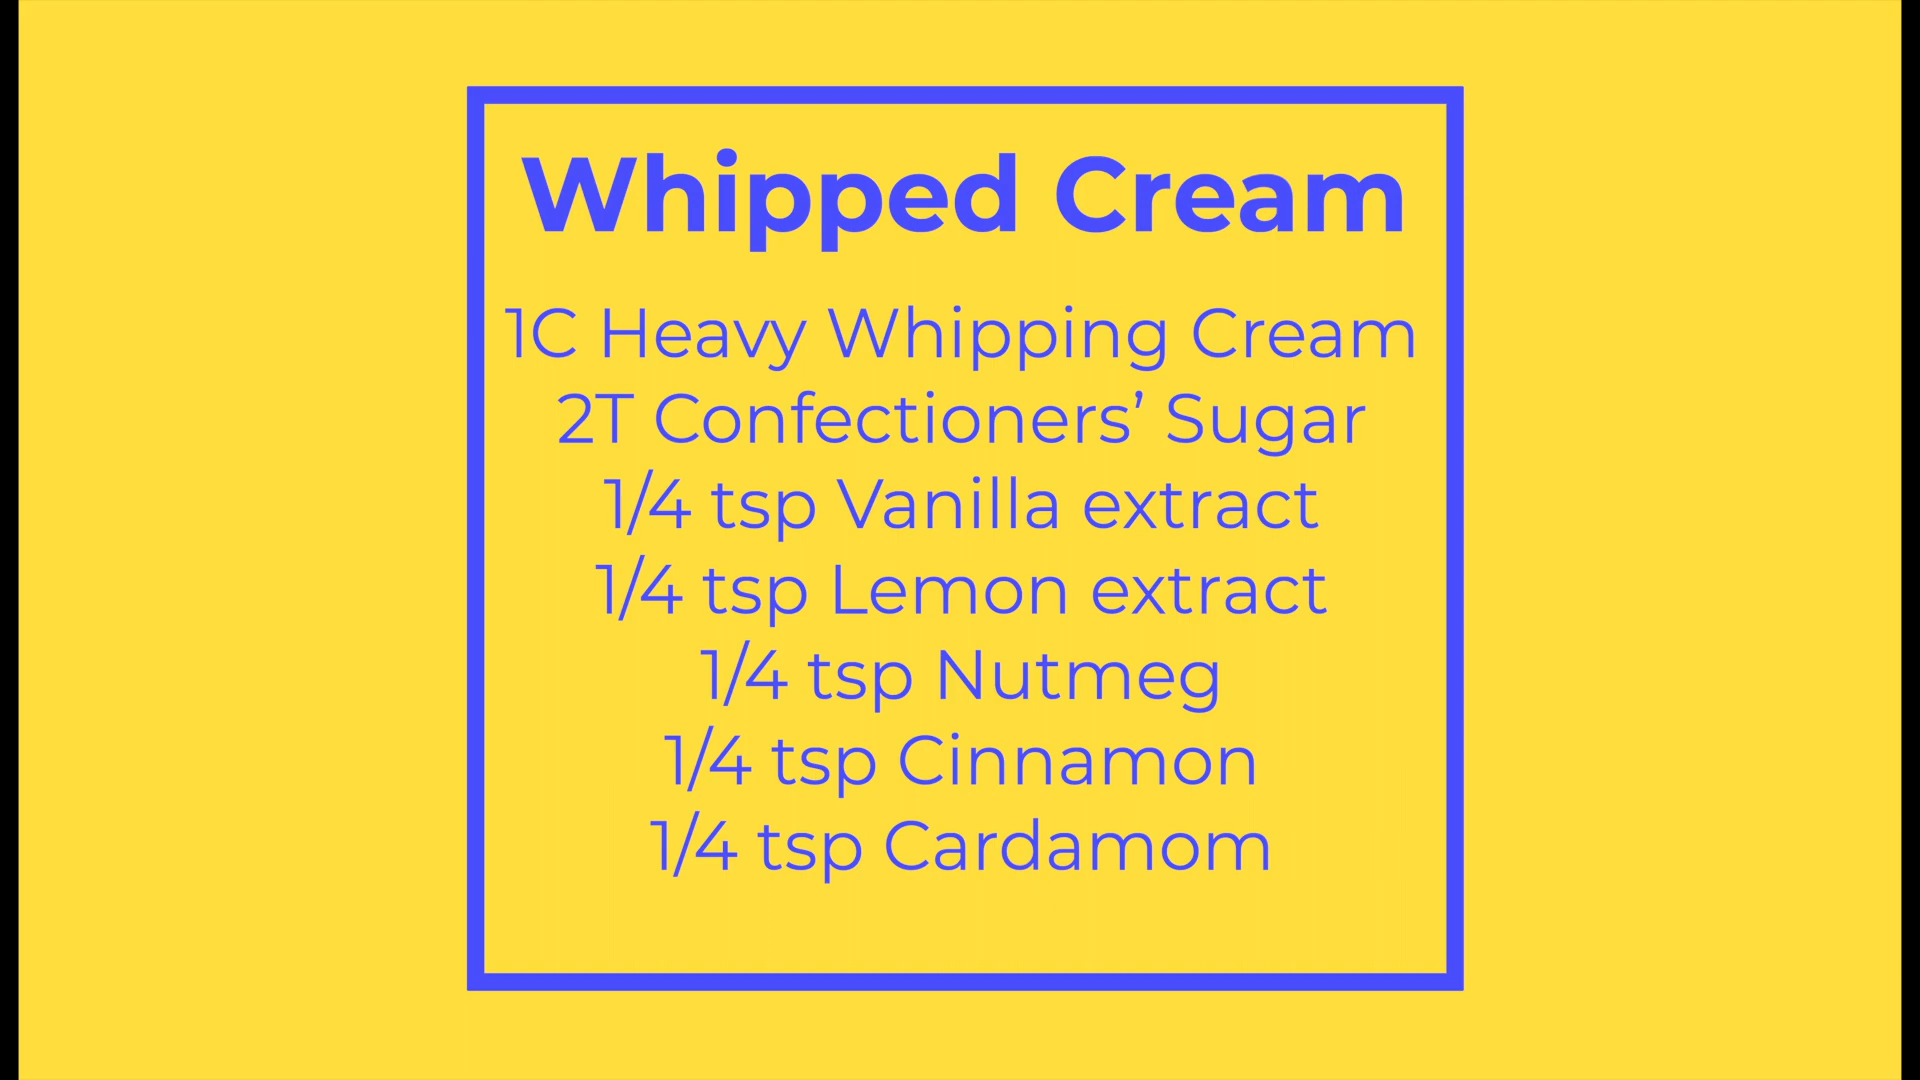 Whipped Cream
1C Heavy Whipping Cream
2T Confectioners’ Sugar
1/4 tsp Vanilla extract
1/4 tsp Lemon extract
1/4 tsp Nutmeg
1/4 tsp Cinnamon
1/4 tsp Cardamom